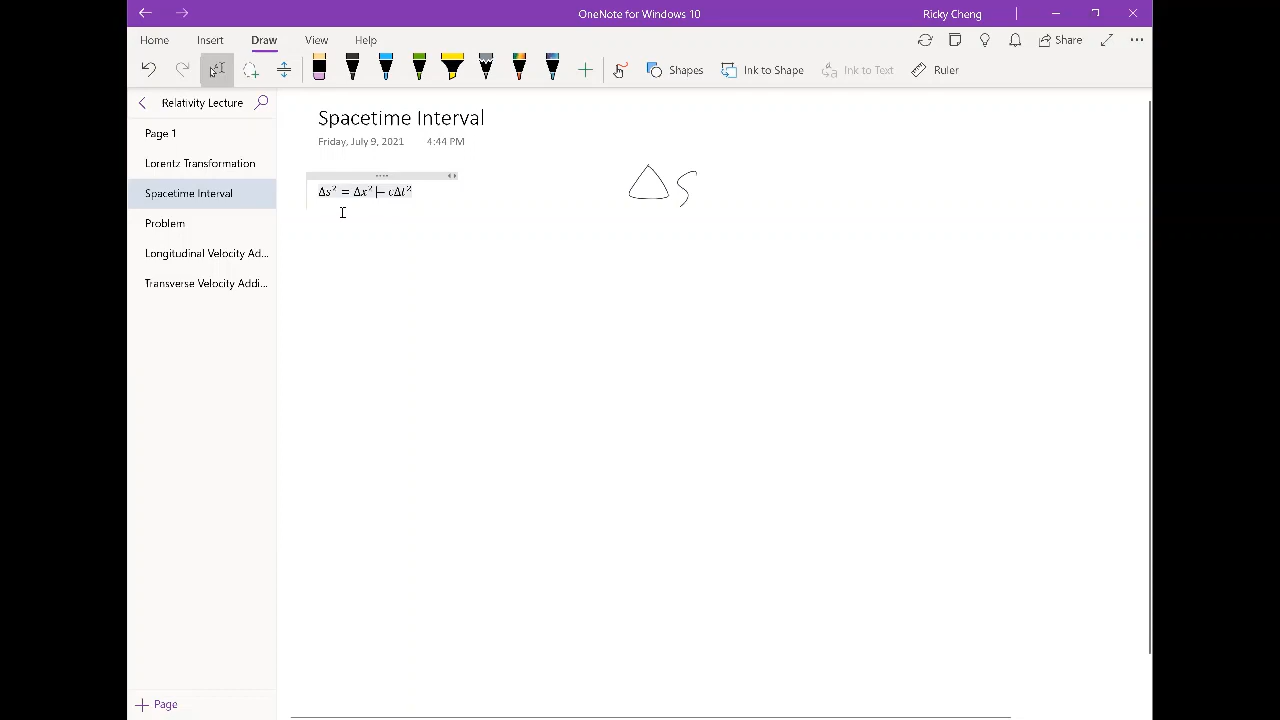 OneNote for Windows 10
Ricky Cheng
Home Insert Draw View Help
Share
Shapes
Ink to Shape
Ink to Text
Ruler
Relativity Lecture
Page 1
Lorentz Transformation
Spacetime Interval
Problem
Longitudinal Velocity Ad...
Transverse Velocity Addi...
Page
Spacetime Interval
Friday, July 9, 2021 4:44 PM
Δs² = Δx² − cΔt²
ΔS